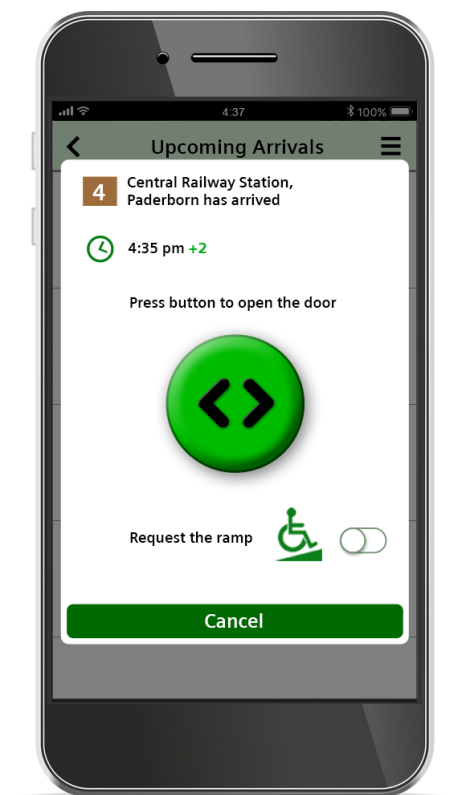 4:37
100%
Upcoming Arrivals
4
Central Railway Station,
Paderborn has arrived
4:35 pm +2
Press button to open the door
Request the ramp
Cancel